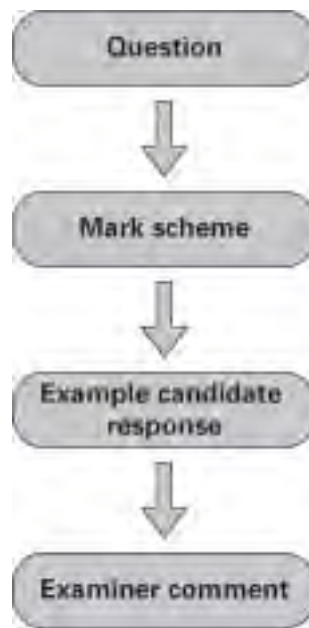 Question
Mark scheme
Example candidate
response
Examiner comment